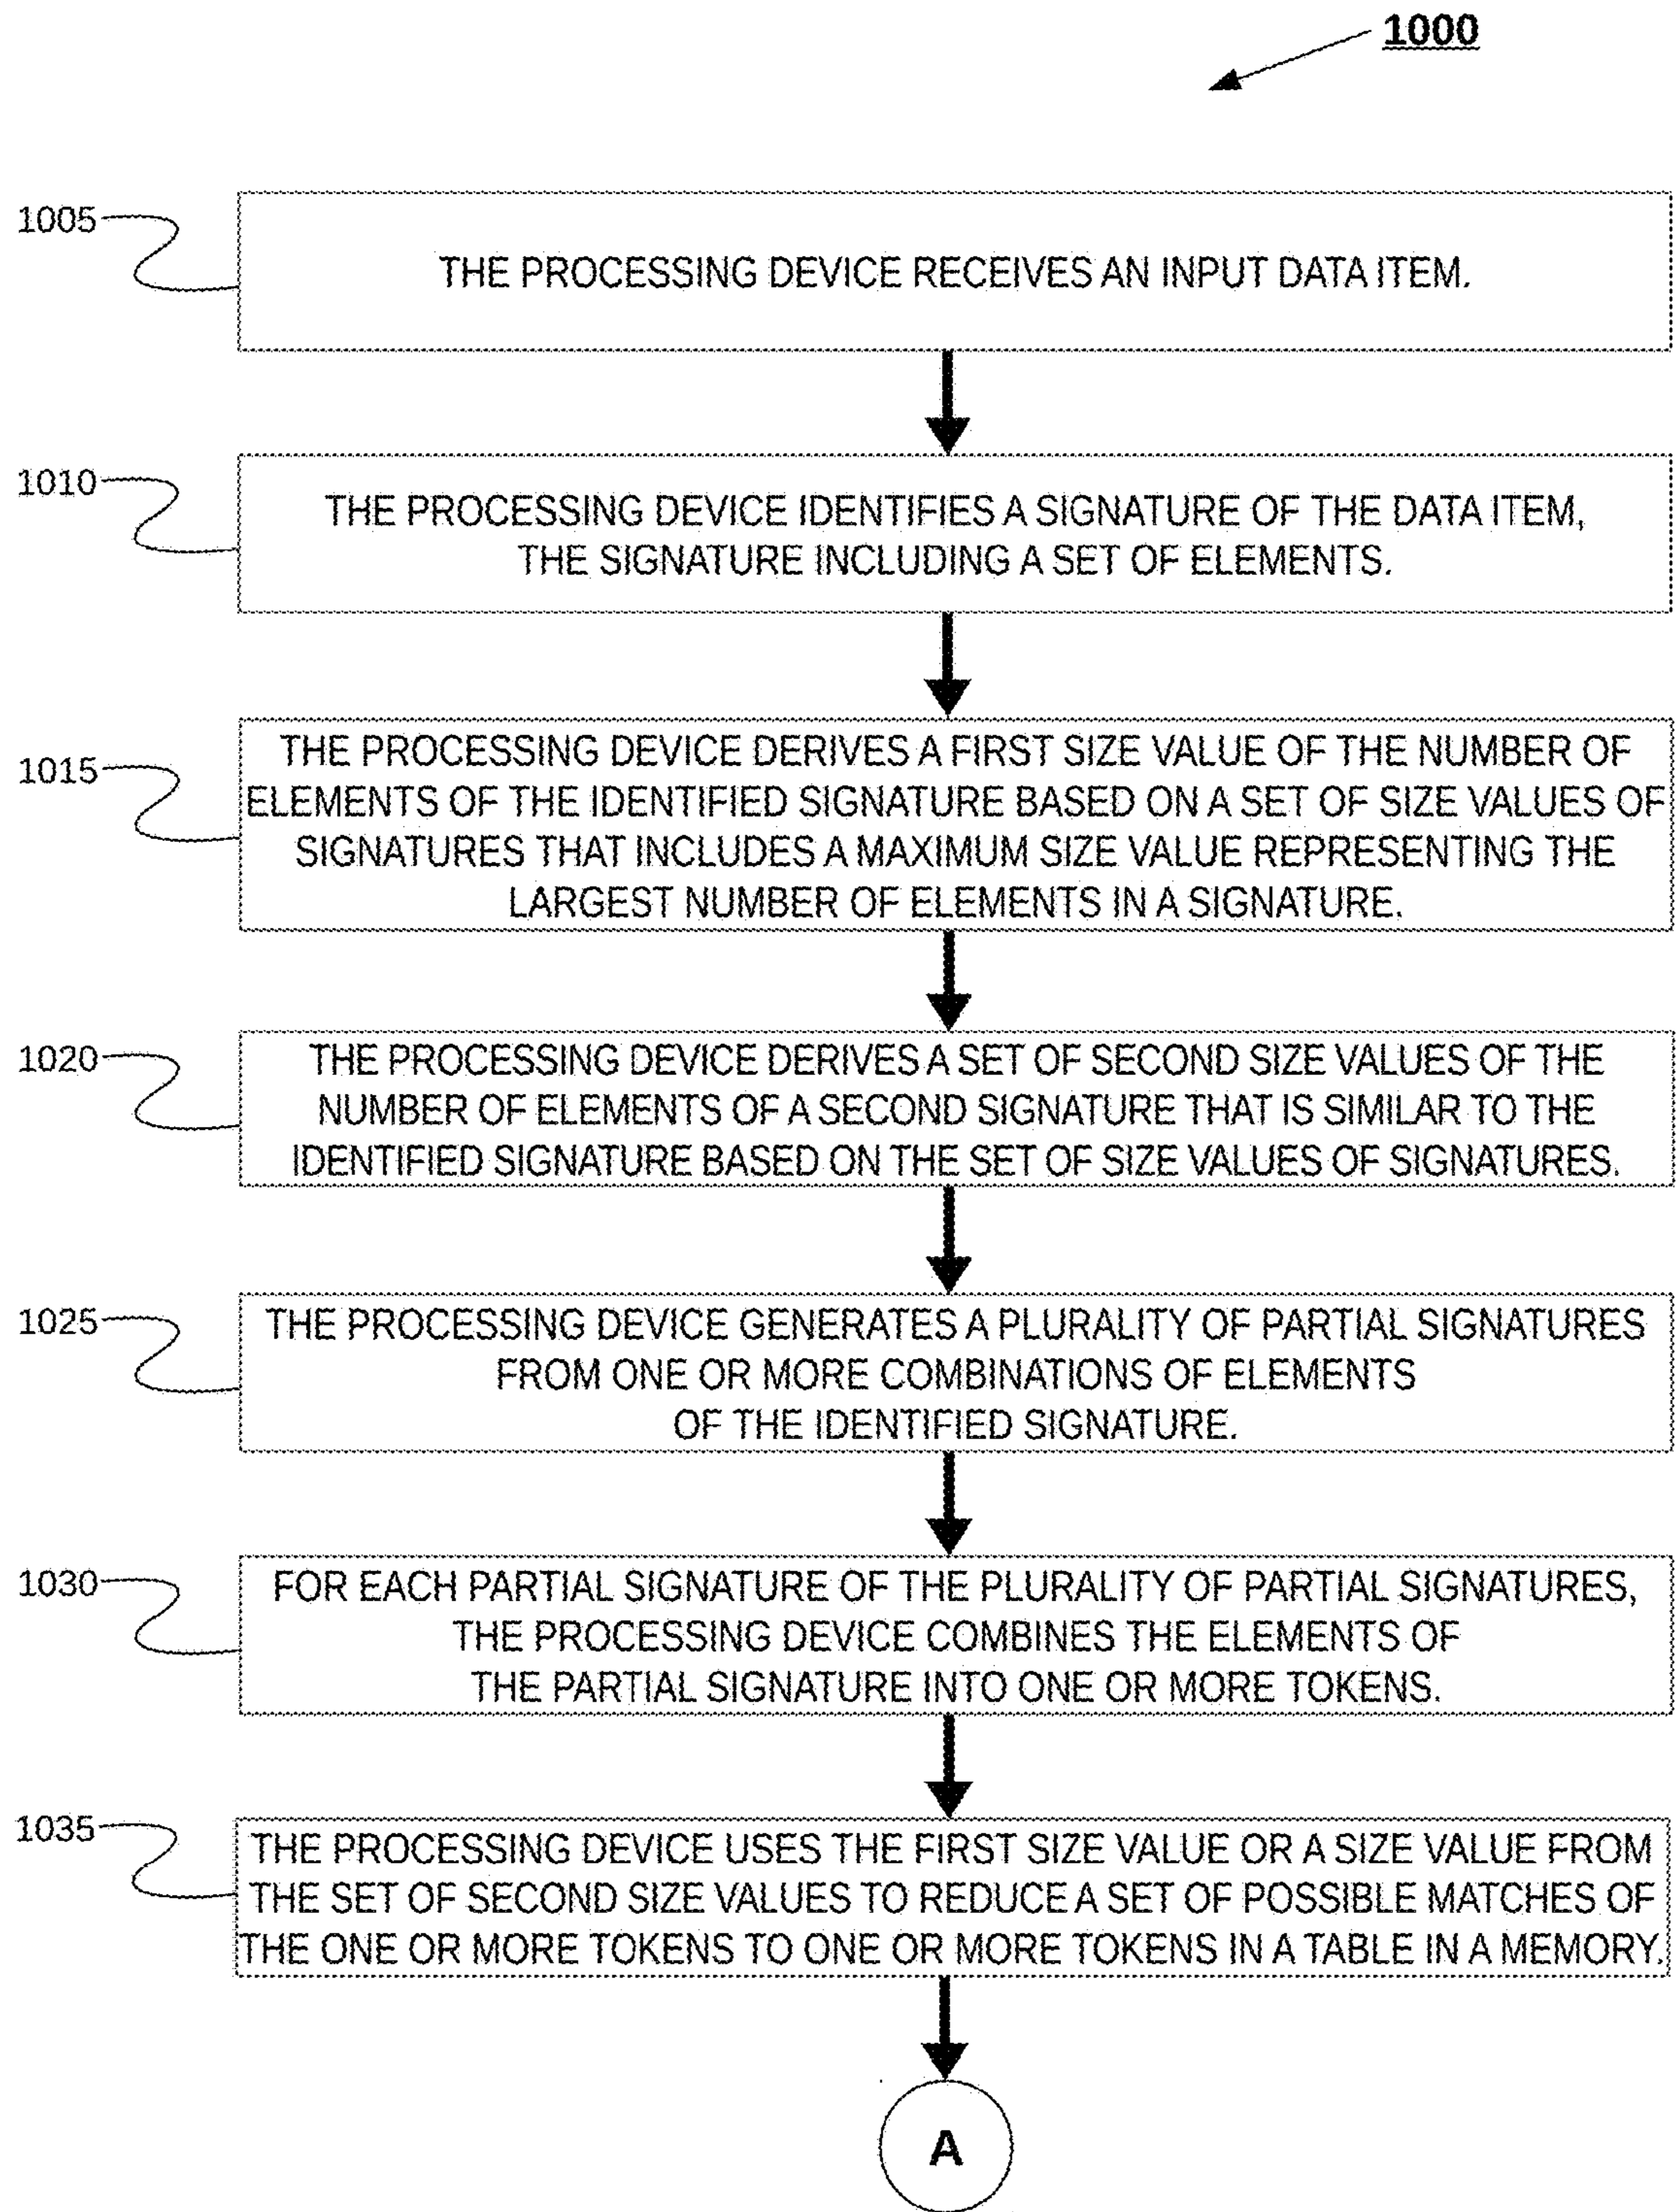 1000
1005
THE PROCESSING DEVICE RECEIVES AN INPUT DATA ITEM.
1010
THE PROCESSING DEVICE IDENTIFIES A SIGNATURE OF THE DATA ITEM,
THE SIGNATURE INCLUDING A SET OF ELEMENTS.
1015
THE PROCESSING DEVICE DERIVES A FIRST SIZE VALUE OF THE NUMBER OF
ELEMENTS OF THE IDENTIFIED SIGNATURE BASED ON A SET OF SIZE VALUES OF
SIGNATURES THAT INCLUDES A MAXIMUM SIZE VALUE REPRESENTING THE
LARGEST NUMBER OF ELEMENTS IN A SIGNATURE.
1020
THE PROCESSING DEVICE DERIVES A SET OF SECOND SIZE VALUES OF THE
NUMBER OF ELEMENTS OF A SECOND SIGNATURE THAT IS SIMILAR TO THE
IDENTIFIED SIGNATURE BASED ON THE SET OF SIZE VALUES OF SIGNATURES.
1025
THE PROCESSING DEVICE GENERATES A PLURALITY OF PARTIAL SIGNATURES
FROM ONE OR MORE COMBINATIONS OF ELEMENTS
OF THE IDENTIFIED SIGNATURE.
1030
FOR EACH PARTIAL SIGNATURE OF THE PLURALITY OF PARTIAL SIGNATURES,
THE PROCESSING DEVICE COMBINES THE ELEMENTS OF
THE PARTIAL SIGNATURE INTO ONE OR MORE TOKENS.
1035
THE PROCESSING DEVICE USES THE FIRST SIZE VALUE OR A SIZE VALUE FROM
THE SET OF SECOND SIZE VALUES TO REDUCE A SET OF POSSIBLE MATCHES OF
THE ONE OR MORE TOKENS TO ONE OR MORE TOKENS IN A TABLE IN A MEMORY.
A